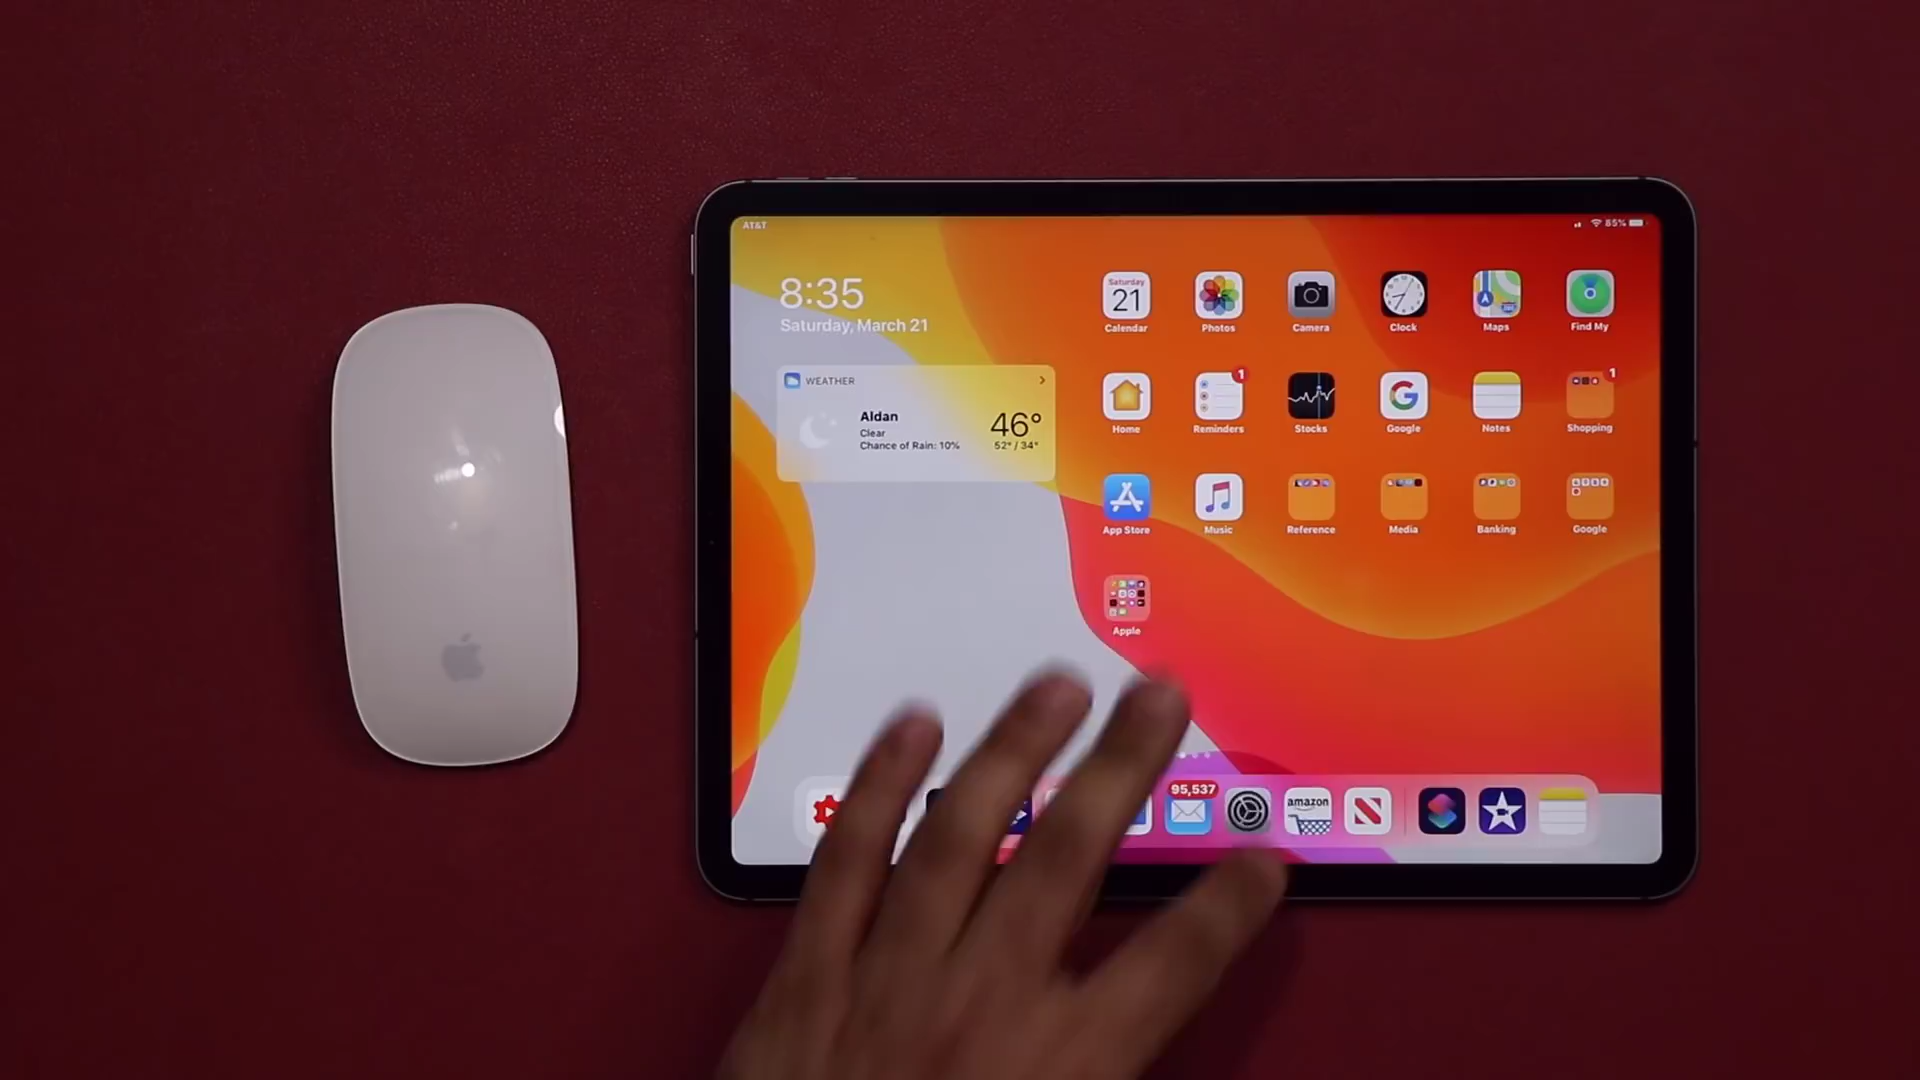 AT&T
85%
8:35
Saturday, March 21
WEATHER
Aldan
Clear
Chance of Rain: 10%
46°
52° / 34°
Saturday
21
Calendar
Photos
Camera
Clock
Maps
Find My
Home
1
Reminders
Stocks
Google
Notes
1
Shopping
App Store
Music
Reference
Media
Banking
Google
Apple
95,537
amazon